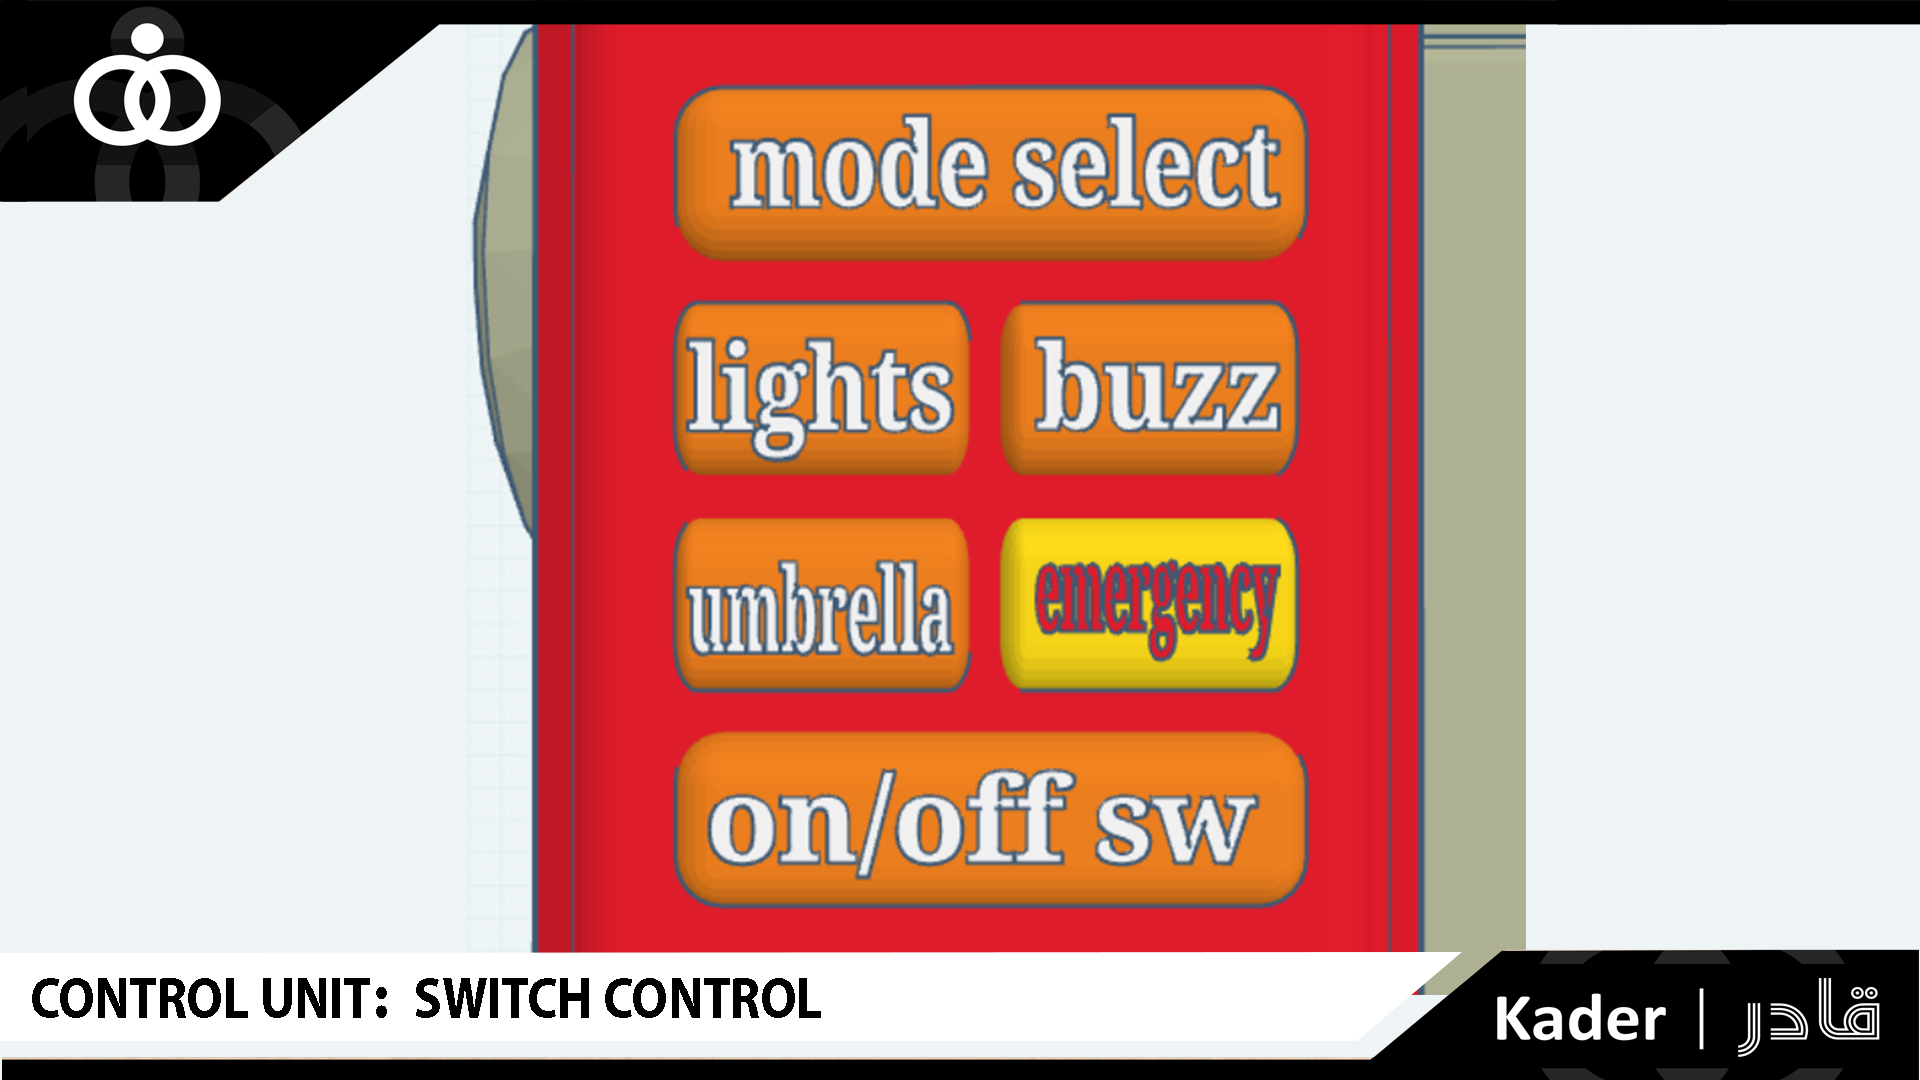 mode select
lights buzz
umbrella emergency
on/off sw
CONTROL UNIT: SWITCH CONTROL
Kader | قادر